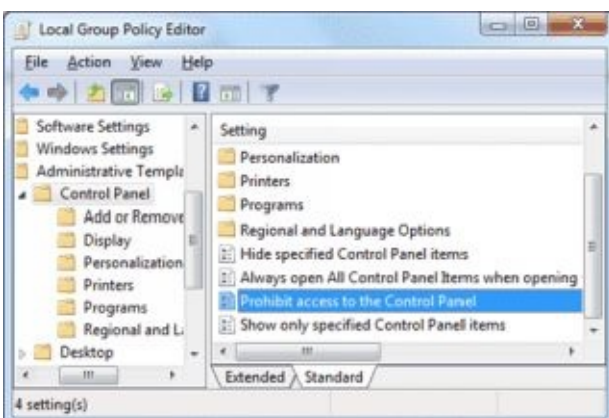 Local Group Policy Editor
File Action View Help
Software Settings
Windows Settings
Administrative Templa
Control Panel
Add or Remove
Display
Personalization
Printers
Programs
Regional and La
Desktop
Setting
Personalization
Printers
Programs
Regional and Language Options
Hide specified Control Panel items
Always open All Control Panel Items when opening
Prohibit access to the Control Panel
Show only specified Control Panell items
Extended Standard
4 setting(s)